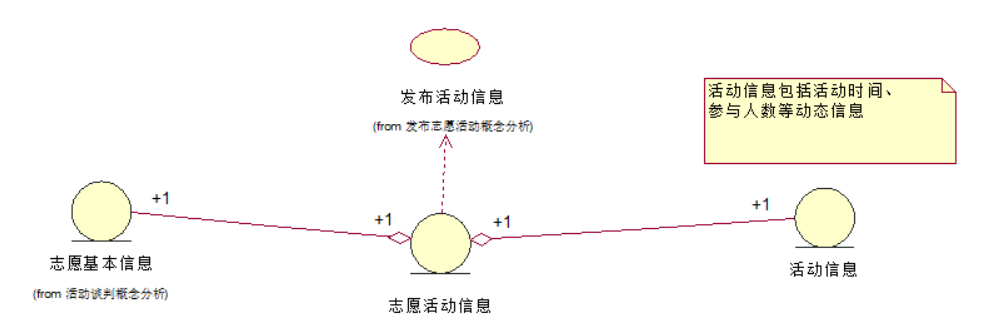 发布活动信息
(from 发布志愿活动概念分析)
活动信息包括活动时间、
参与人数等动态信息
+1
+1
+1
+1
志愿基本信息
(from 活动谈判概念分析)
志愿活动信息
活动信息